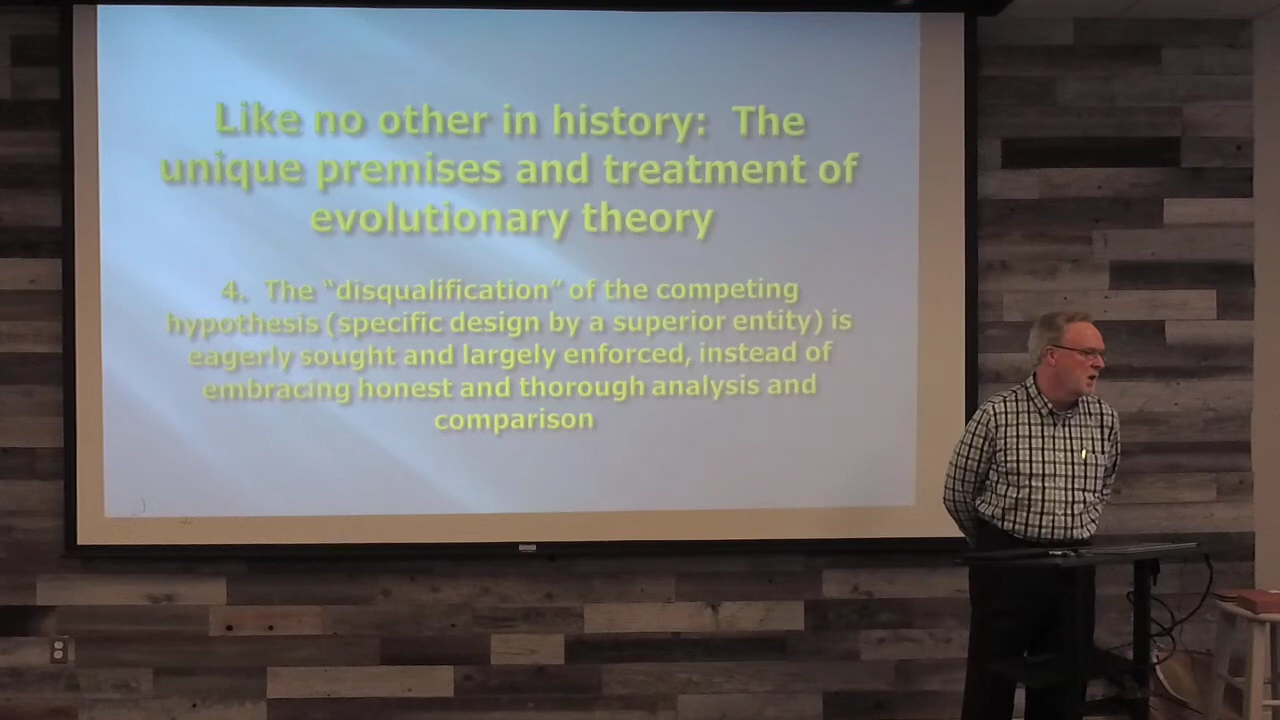 Like no other in history: The
unique premises and treatment of
evolutionary theory
4. The “disqualification” of the competing
hypothesis (specific design by a superior entity) is
eagerly sought and largely enforced, instead of
embracing honest and thorough analysis and
comparison